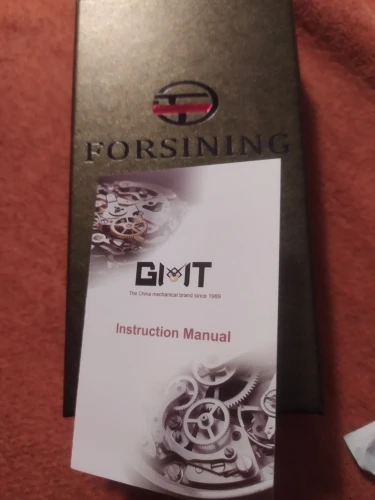 FORSINING
GMT
The China mechanical brand since 1989
Instruction Manual